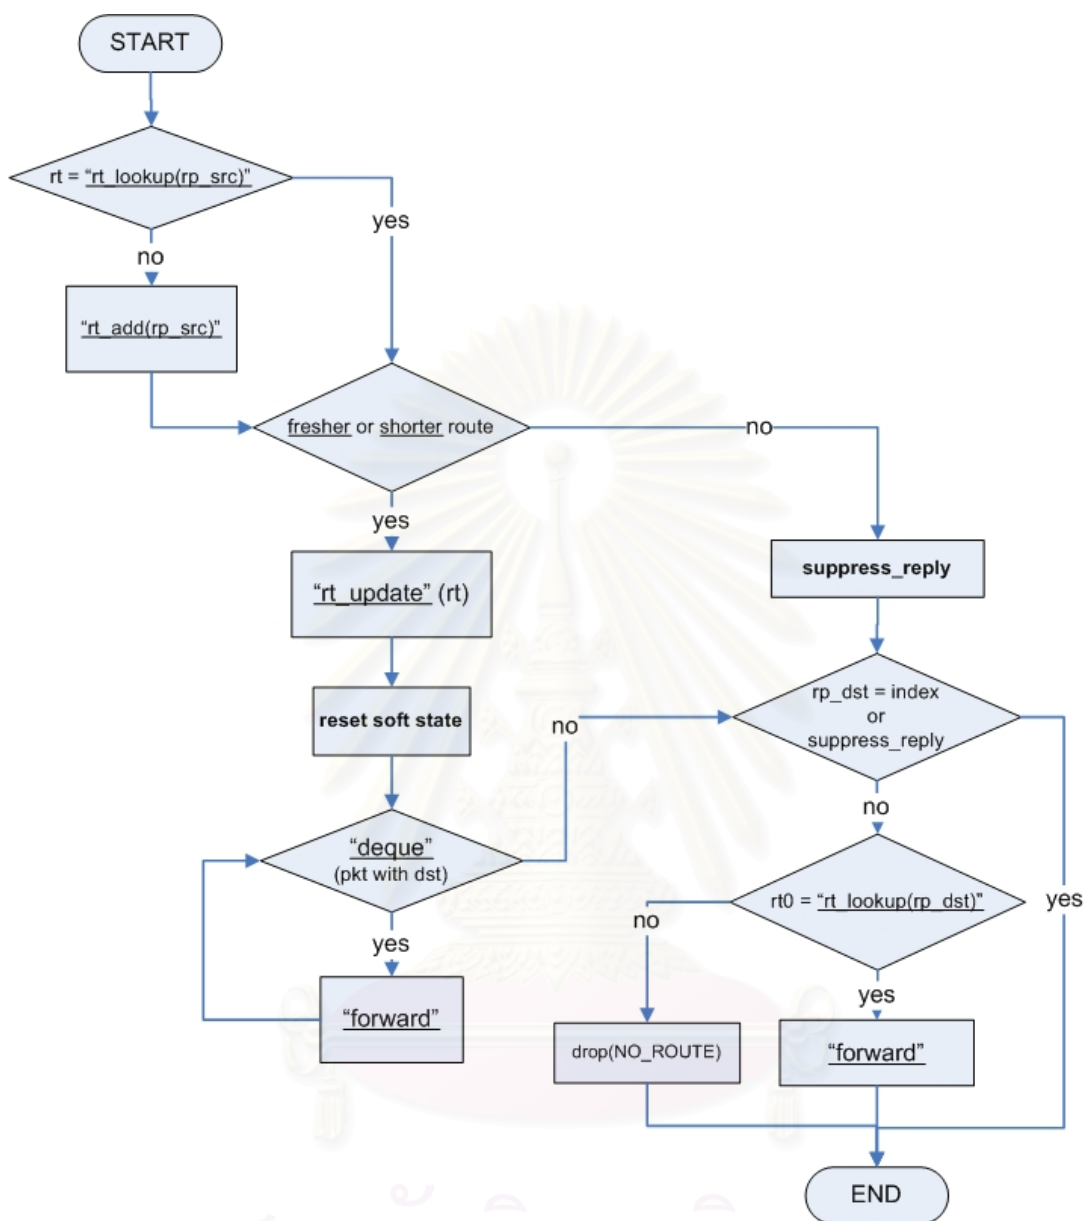 START
rt = “rt_lookup(rp_src)”
yes
no
“rt_add(rp_src)”
fresher or shorter route
no
yes
“rt_update” (rt)
suppress_reply
reset soft state
rp_dst = index
or
suppress_reply
no
no
“deque”
(pkt with dst)
rt0 = “rt_lookup(rp_dst)”
yes
no
yes
yes
“forward”
drop(NO_ROUTE)
“forward”
END